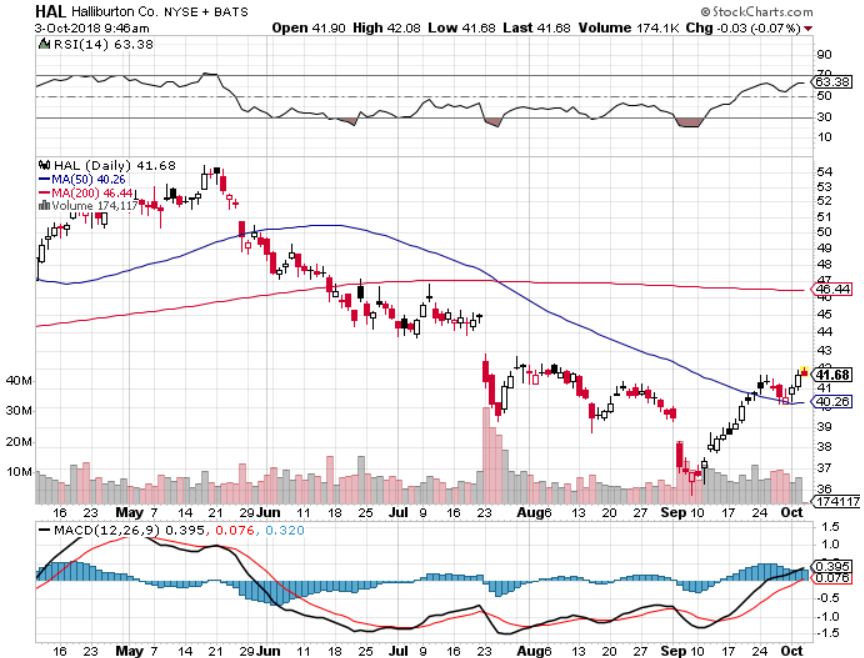 HAL Halliburton Co. NYSE + BATS
© StockCharts.com
3-Oct-2018 9:46am
Open 41.90 High 42.08 Low 41.68 Last 41.68 Volume 174.1K Chg -0.03 (-0.07%)
RSI(14) 63.38
90
70
63.38
50
30
10
HAL (Daily) 41.68
MA(50) 40.26
MA(200) 46.44
Volume 174,117
54
53
52
51
50
49
48
47
46.44
46
45
44
43
42
41.68
41
40.26
40
39
38
37
36
174117
40M
30M
20M
10M
16 23 May 7 14 21 29 Jun 11 18 25 Jul 9 16 23 Aug 6 13 20 27 Sep 10 17 24 Oct
MACD(12,26,9) 0.395, 0.076, 0.320
1.5
1.0
0.395
0.076
-0.5
-1.0
-1.5
16 23 May 7 14 21 29 Jun 11 18 25 Jul 9 16 23 Aug 6 13 20 27 Sep 10 17 24 Oct